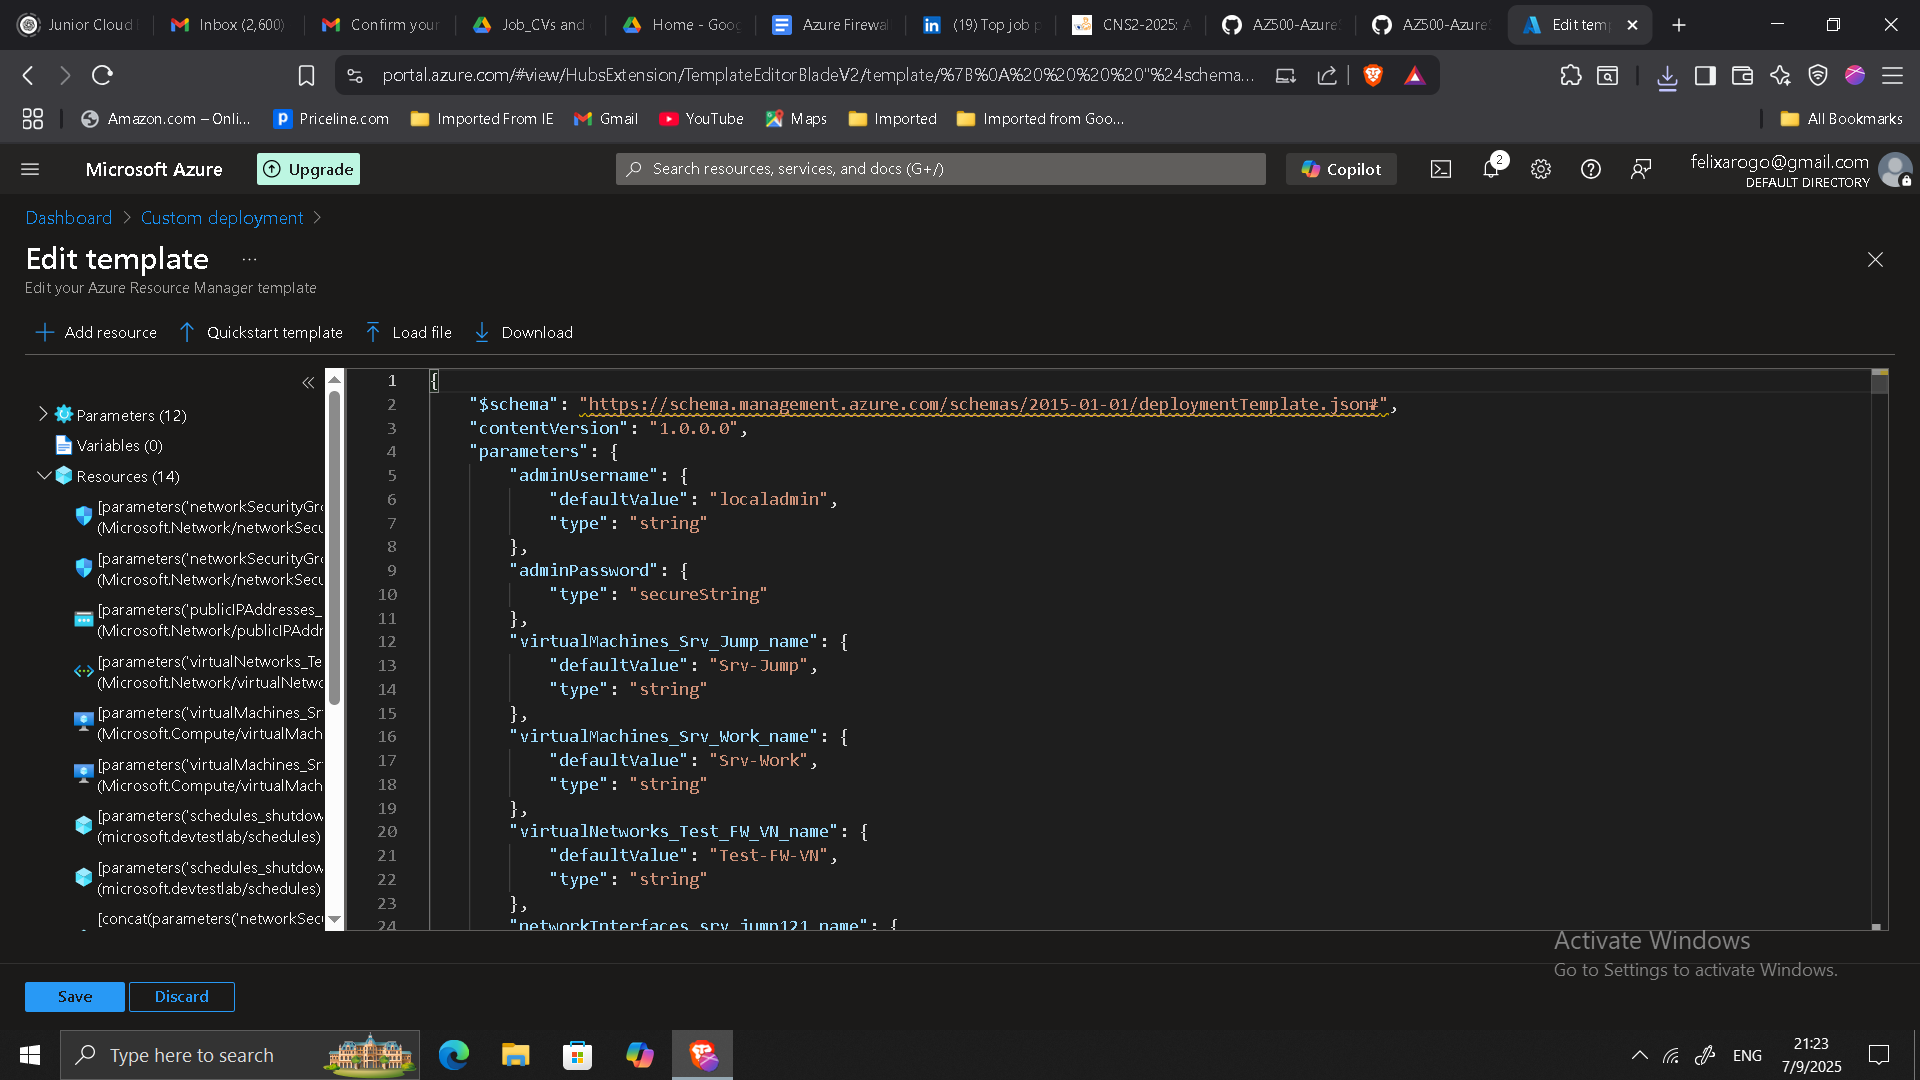 Junior Cloud
Inbox (2,600)
Confirm your
Job_CVs and
Home - Goog
Azure Firewal
(19) Top job p
CNS2-2025: A
AZ500-Azure
AZ500-Azure
Edit temp
portal.azure.com/#view/HubsExtension/TemplateEditorBladeV2/template/%7B%0A%20%20%20%20"%24schema...
Amazon.com – Onli...
Priceline.com
Imported From IE
Gmail
YouTube
Maps
Imported
Imported from Goo...
All Bookmarks
Microsoft Azure
Upgrade
Search resources, services, and docs (G+/)
Copilot
2
felixarogo@gmail.com
DEFAULT DIRECTORY
Dashboard > Custom deployment >
Edit template ...
Edit your Azure Resource Manager template
Add resource
Quickstart template
Load file
Download
Parameters (12)
Variables (0)
Resources (14)
[parameters('networkSecurityGro
(Microsoft.Network/networkSecu
[parameters('networkSecurityGro
(Microsoft.Network/networkSecu
[parameters('publicIPAddresses_
(Microsoft.Network/publicIPAddr
[parameters('virtualNetworks_Te
(Microsoft.Network/virtualNetwo
[parameters('virtualMachines_Sr
(Microsoft.Compute/virtualMach
[parameters('virtualMachines_Sr
(Microsoft.Compute/virtualMach
[parameters('schedules_shutdow
(microsoft.devtestlab/schedules)
[parameters('schedules_shutdow
(microsoft.devtestlab/schedules)
[concat(parameters('networkSec
1 {
2 "$schema": "https://schema.management.azure.com/schemas/2015-01-01/deploymentTemplate.json#",
3 "contentVersion": "1.0.0.0",
4 "parameters": {
5 "adminUsername": {
6 "defaultValue": "localadmin",
7 "type": "string"
8 },
9 "adminPassword": {
10 "type": "secureString"
11 },
12 "virtualMachines_Srv_Jump_name": {
13 "defaultValue": "Srv-Jump",
14 "type": "string"
15 },
16 "virtualMachines_Srv_Work_name": {
17 "defaultValue": "Srv-Work",
18 "type": "string"
19 },
20 "virtualNetworks_Test_FW_VN_name": {
21 "defaultValue": "Test-FW-VN",
22 "type": "string"
23 },
24 "networkInterfaces_srv_jump121_name": {
Activate Windows
Go to Settings to activate Windows.
Save
Discard
Type here to search
ENG
21:23
7/9/2025